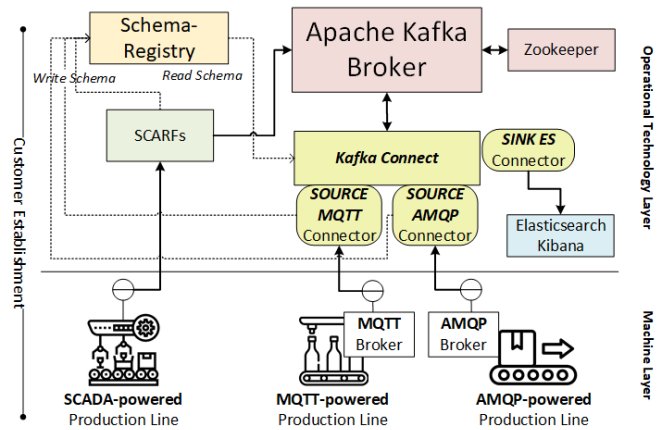 Schema-
Registry
Apache Kafka
Broker
Zookeeper
Write Schema
Read Schema
SCARFs
Kafka Connect
SINK ES
Connector
SOURCE
MQTT
Connector
SOURCE
AMQP
Connector
Elasticsearch
Kibana
Customer Establishment
Operational Technology Layer
Machine Layer
MQTT
Broker
AMQP
Broker
SCADA-powered
Production Line
MQTT-powered
Production Line
AMQP-powered
Production Line